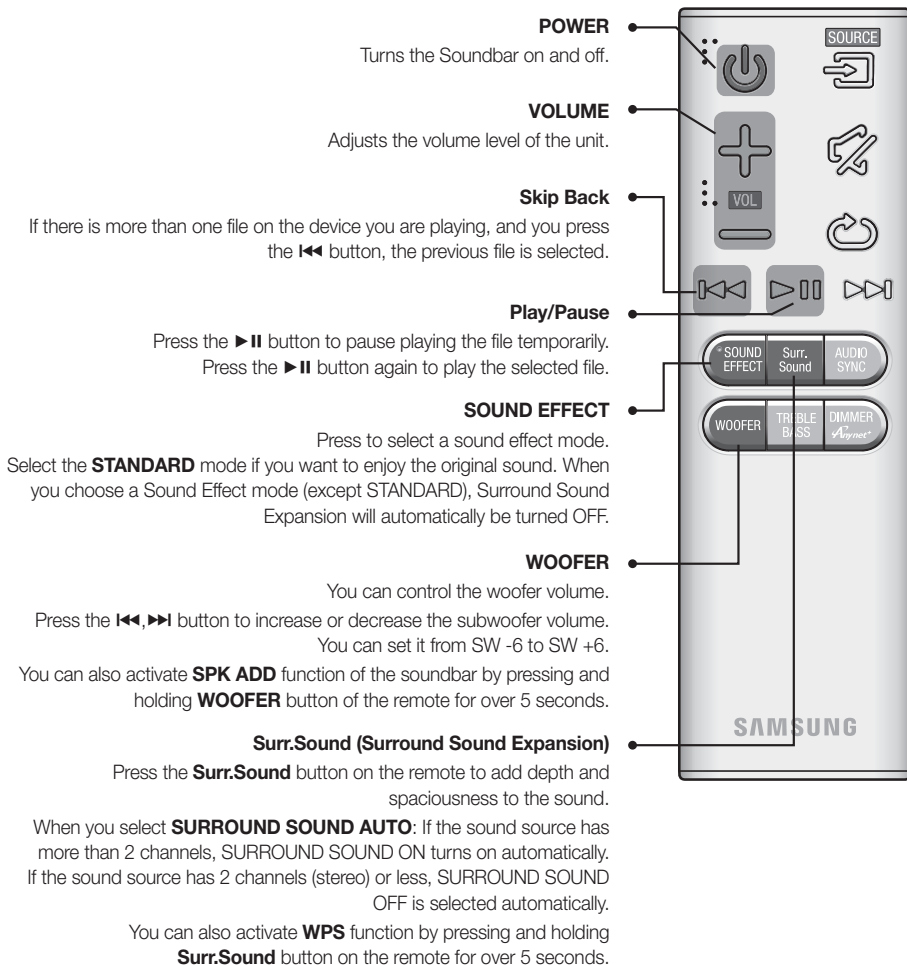 POWER
Turns the Soundbar on and off.
VOLUME
Adjusts the volume level of the unit.
Skip Back
If there is more than one file on the device you are playing, and you press
the ⏮ button, the previous file is selected.
Play/Pause
Press the ►II button to pause playing the file temporarily.
Press the ►II button again to play the selected file.
SOUND EFFECT
Press to select a sound effect mode.
Select the STANDARD mode if you want to enjoy the original sound. When
you choose a Sound Effect mode (except STANDARD), Surround Sound
Expansion will automatically be turned OFF.
WOOFER
You can control the woofer volume.
Press the ⏮,⏭ button to increase or decrease the subwoofer volume.
You can set it from SW -6 to SW +6.
You can also activate SPK ADD function of the soundbar by pressing and
holding WOOFER button of the remote for over 5 seconds.
Surr.Sound (Surround Sound Expansion)
Press the Surr.Sound button on the remote to add depth and
spaciousness to the sound.
When you select SURROUND SOUND AUTO: If the sound source has
more than 2 channels, SURROUND SOUND ON turns on automatically.
If the sound source has 2 channels (stereo) or less, SURROUND SOUND
OFF is selected automatically.
You can also activate WPS function by pressing and holding
Surr.Sound button on the remote for over 5 seconds.
SOURCE
VOL
*SOUND
EFFECT
Surr.
Sound
AUDIO
SYNC
WOOFER
TREBLE
BASS
DIMMER
Anynet+
SAMSUNG